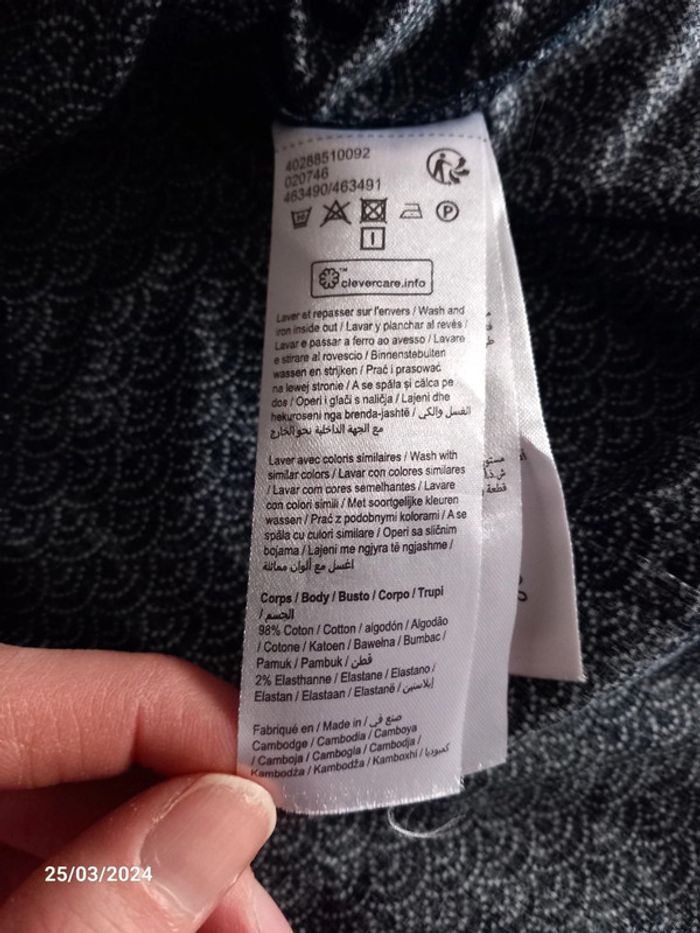 40288510092
020746
463490/463491
30
P
™
clevercare.info
Laver et repasser sur l'envers / Wash and
iron inside out / Lavar y planchar al revés /
Lavar e passar a ferro ao avesso / Lavare
e stirare al rovescio / Binnenstebuiten
wassen en strijken / Prać i prasować
na lewej stronie / A se spăla și călca pe
dos / Operi i glači s naličja / Lajeni dhe
hekuroseni nga brenda-jashtë / الغسل والكي
مع الجهة الداخلية نحو الخارج
Laver avec coloris similaires / Wash with
similar colors / Lavar con colores similares
/ Lavar com cores semelhantes / Lavare
con colori simili / Met soortgelijke kleuren
wassen / Prać z podobnymi kolorami / A se
spăla cu culori similare / Operi sa sličnim
bojama / Lajeni me ngjyra të ngjashme /
اغسل مع ألوان مماثلة
Corps / Body / Busto / Corpo / Trupi
/ الجسم
98% Coton / Cotton / algodón / Algodão
/ Cotone / Katoen / Bawełna / Bumbac /
Pamuk / Pambuk / قطن
2% Elasthanne / Elastane / Elastano /
Elastan / Elastaan / Elastanë / إيلاستين
Fabriqué en / Made in / صنع في
Cambodge / Cambodia / Camboya
/ Camboja / Cambogia / Cambodja /
Kambodža / Kambodža / Kamboxhi / كمبوديا
25/03/2024